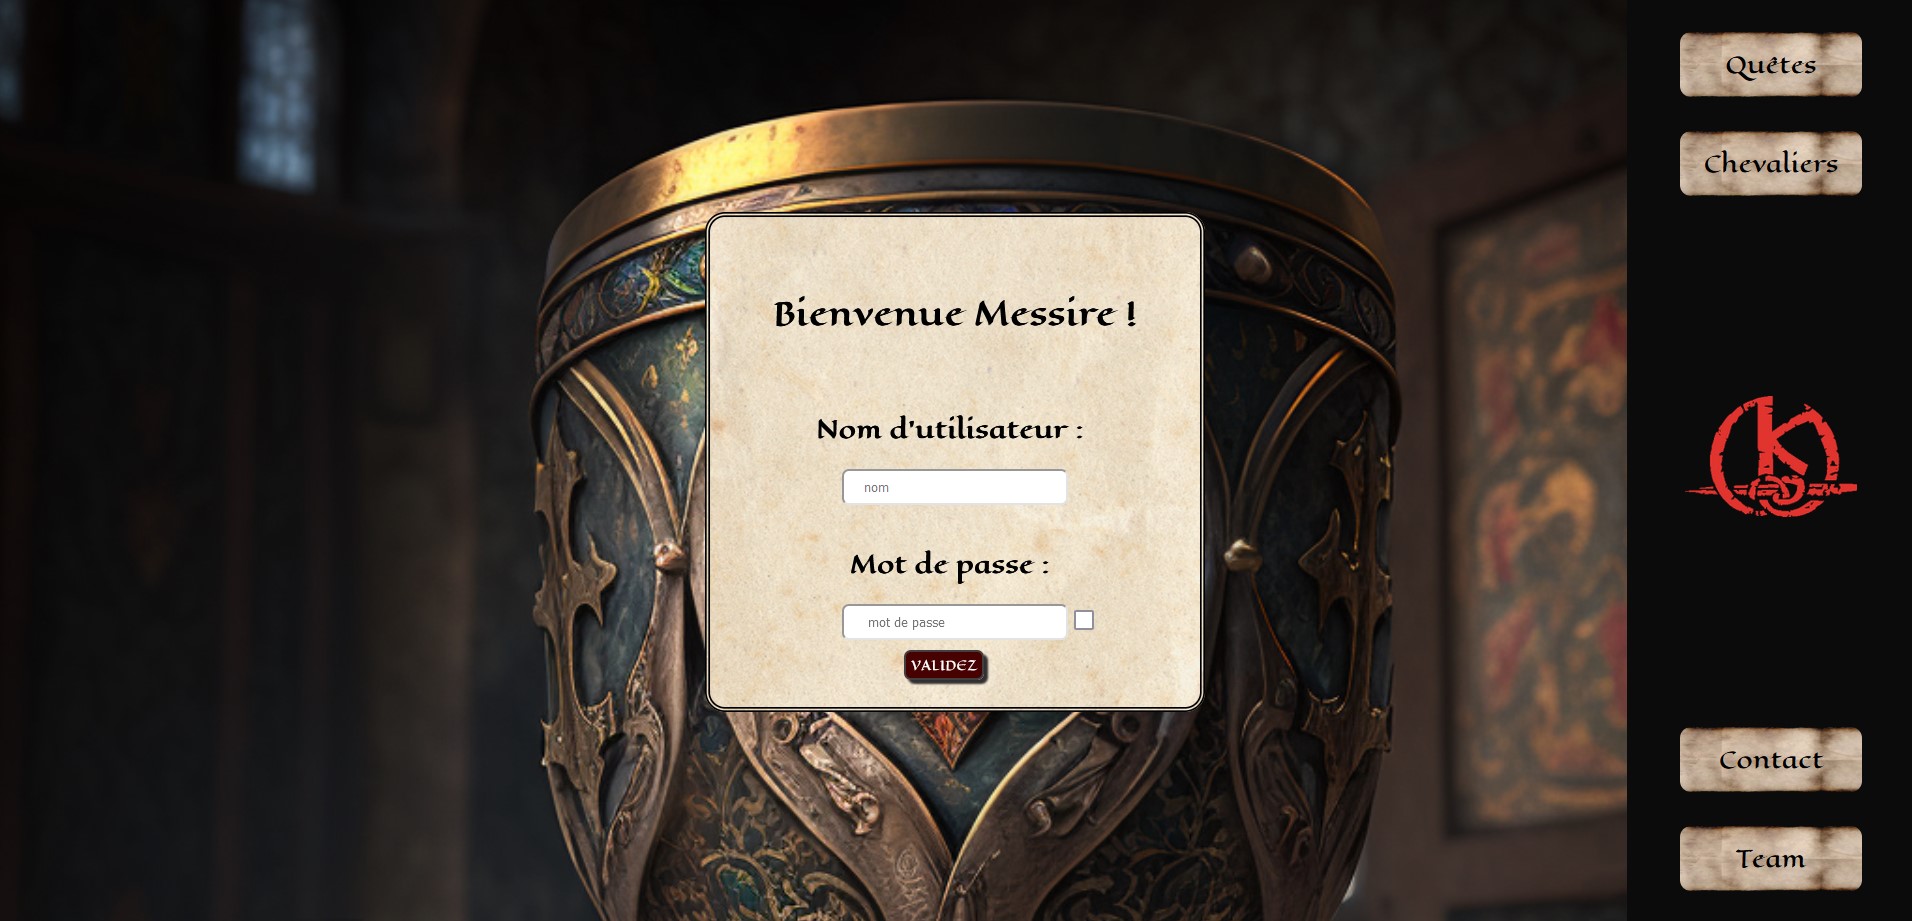 Quêtes
Chevaliers
Bienvenue Messire !
Nom d'utilisateur :
nom
Mot de passe :
mot de passe
VALIDEZ
Contact
Team